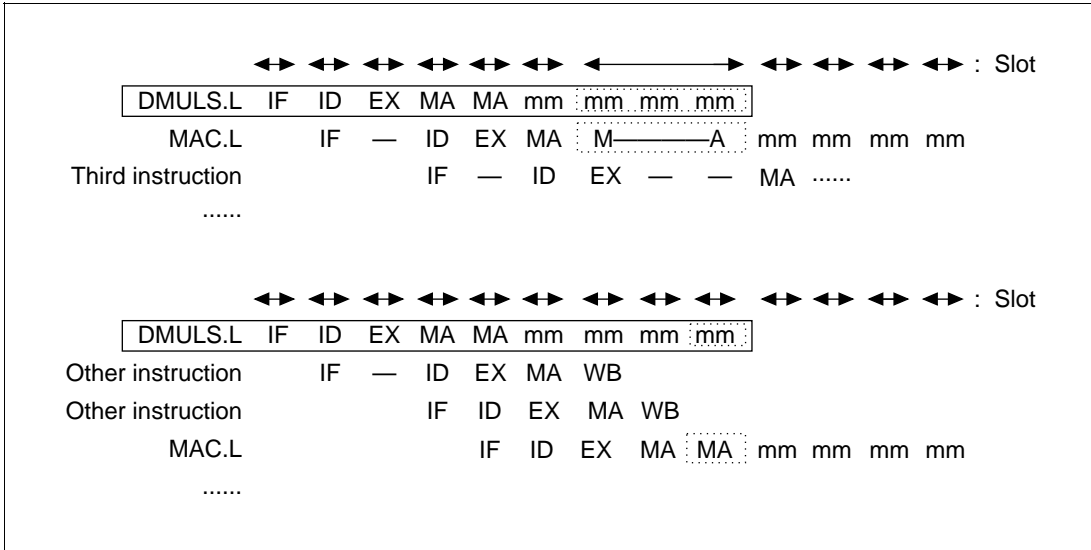 : Slot
DMULS.L IF ID EX MA MA mm mm mm mm
MAC.L IF — ID EX MA M————A mm mm mm mm
Third instruction IF — ID EX — — MA ......
......
: Slot
DMULS.L IF ID EX MA MA mm mm mm mm
Other instruction IF — ID EX MA WB
Other instruction IF ID EX MA WB
MAC.L IF ID EX MA MA mm mm mm mm
......